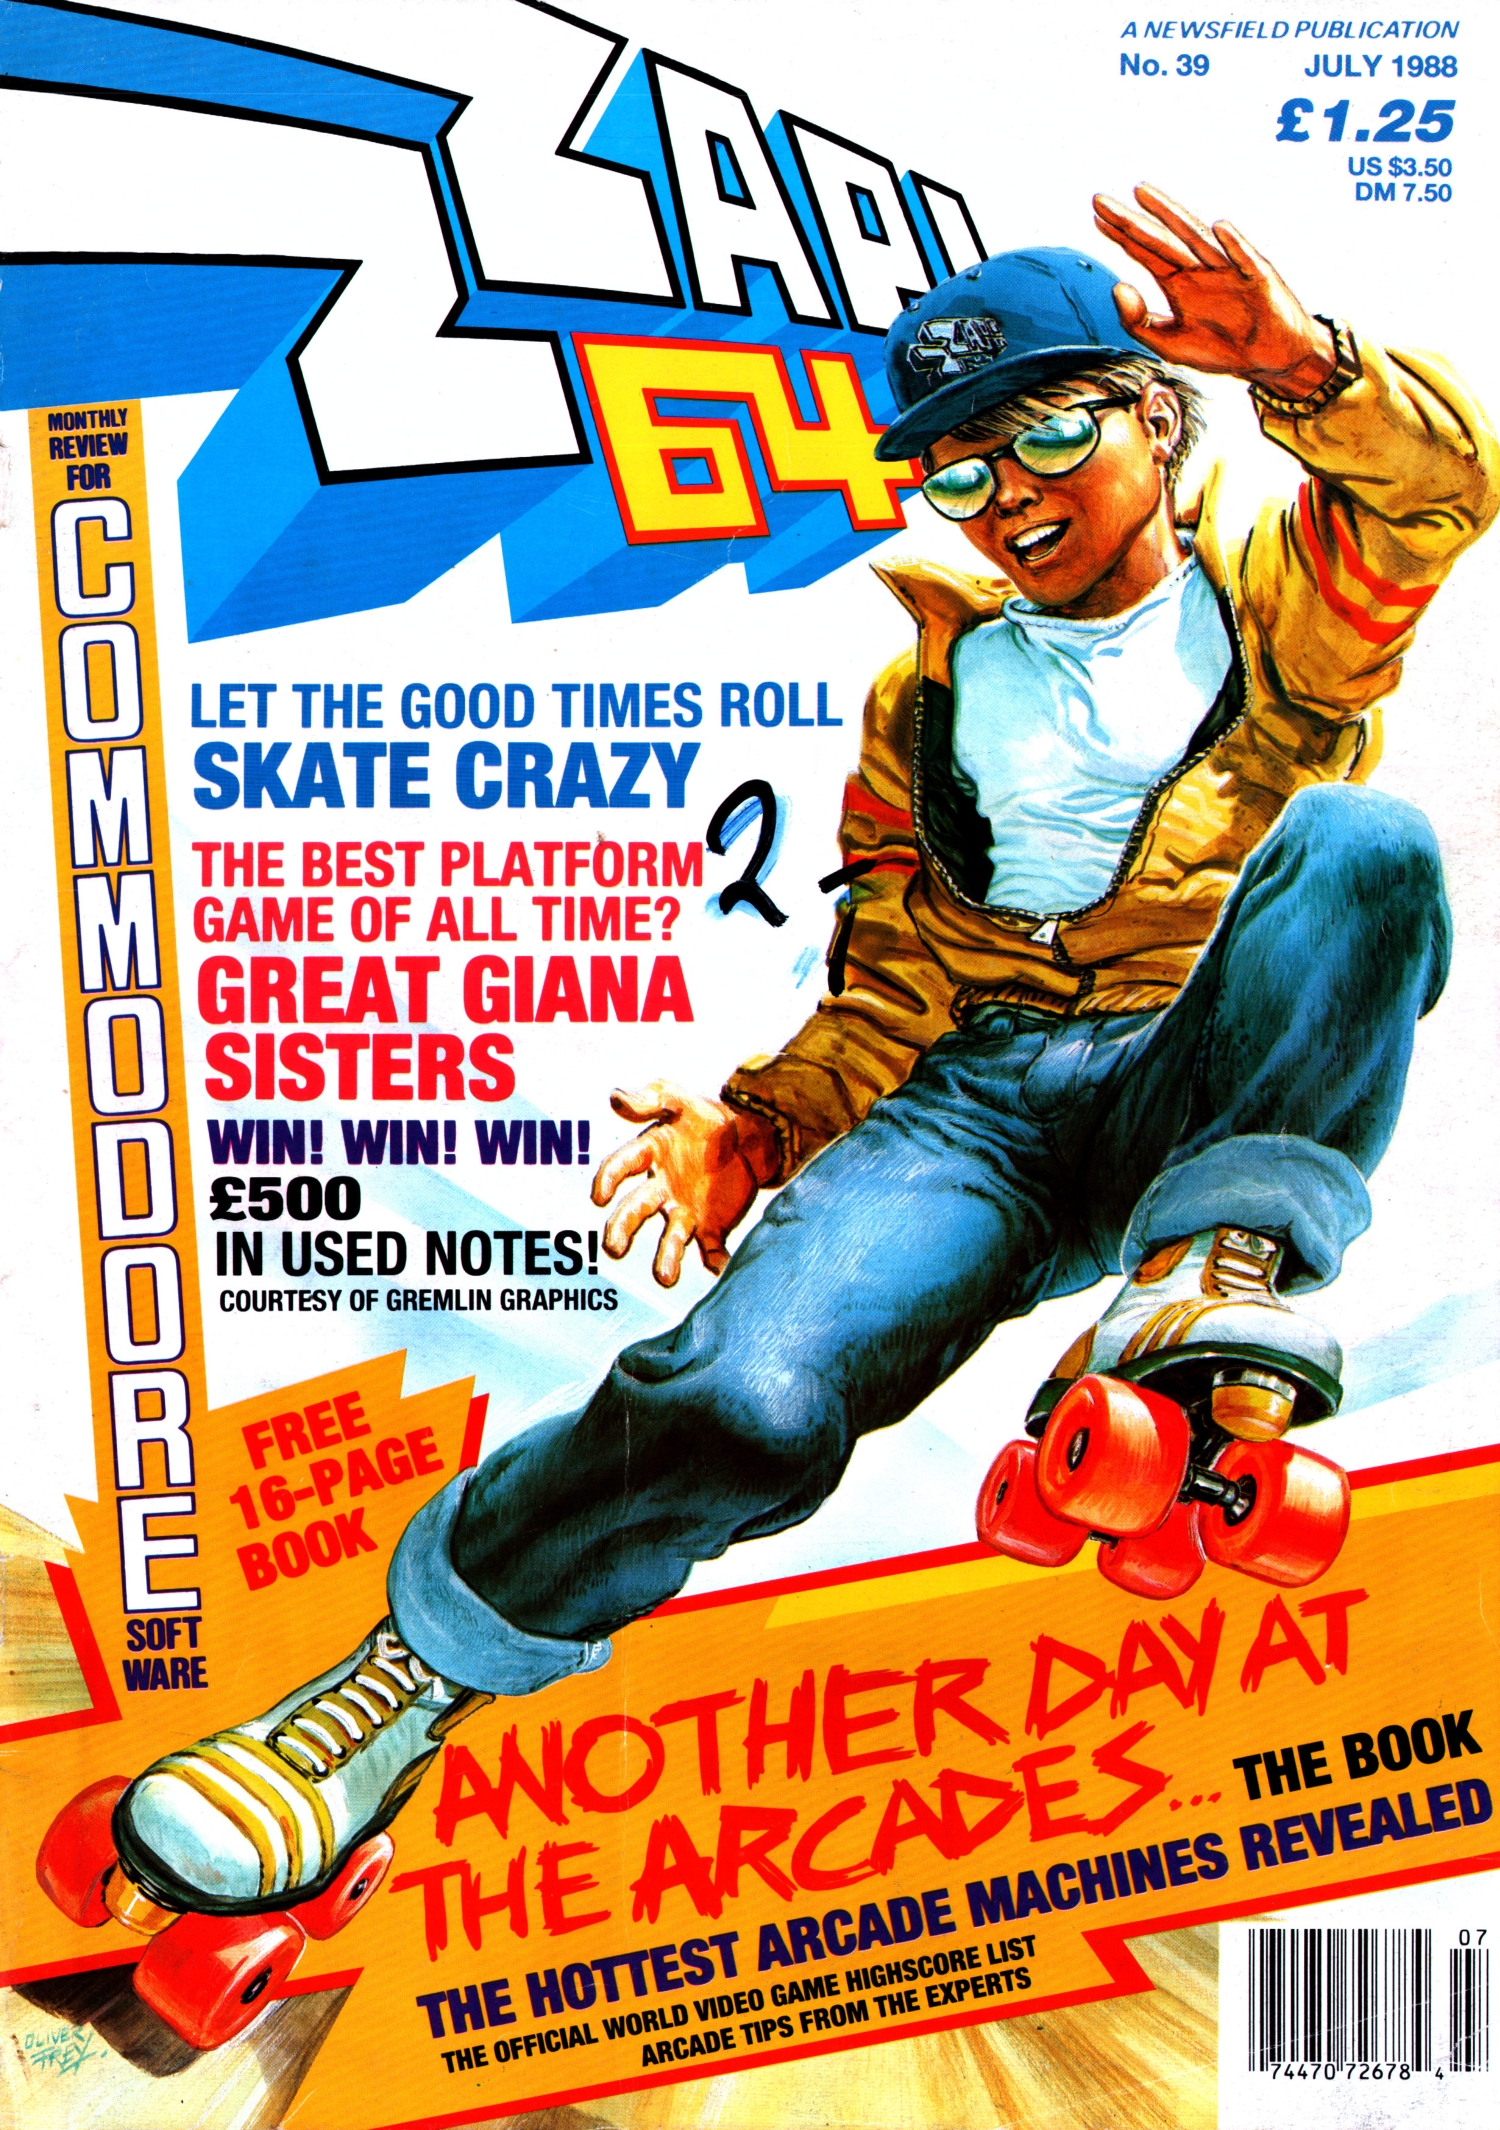 A NEWSFIELD PUBLICATION
No. 39 JULY 1988
£1.25
US $3.50
DM 7.50
ZZAP!
64
ZZAP!
MONTHLY
REVIEW
FOR
COMMODORE
SOFT
WARE
LET THE GOOD TIMES ROLL
SKATE CRAZY
THE BEST PLATFORM
GAME OF ALL TIME?
GREAT GIANA
SISTERS
WIN! WIN! WIN!
£500
IN USED NOTES!
COURTESY OF GREMLIN GRAPHICS
FREE
16-PAGE
BOOK
ANOTHER DAY AT
THE ARCADES... THE BOOK
THE HOTTEST ARCADE MACHINES REVEALED
THE OFFICIAL WORLD VIDEO GAME HIGHSCORE LIST
ARCADE TIPS FROM THE EXPERTS
OLIVER
FREY
07
74470 72678 4